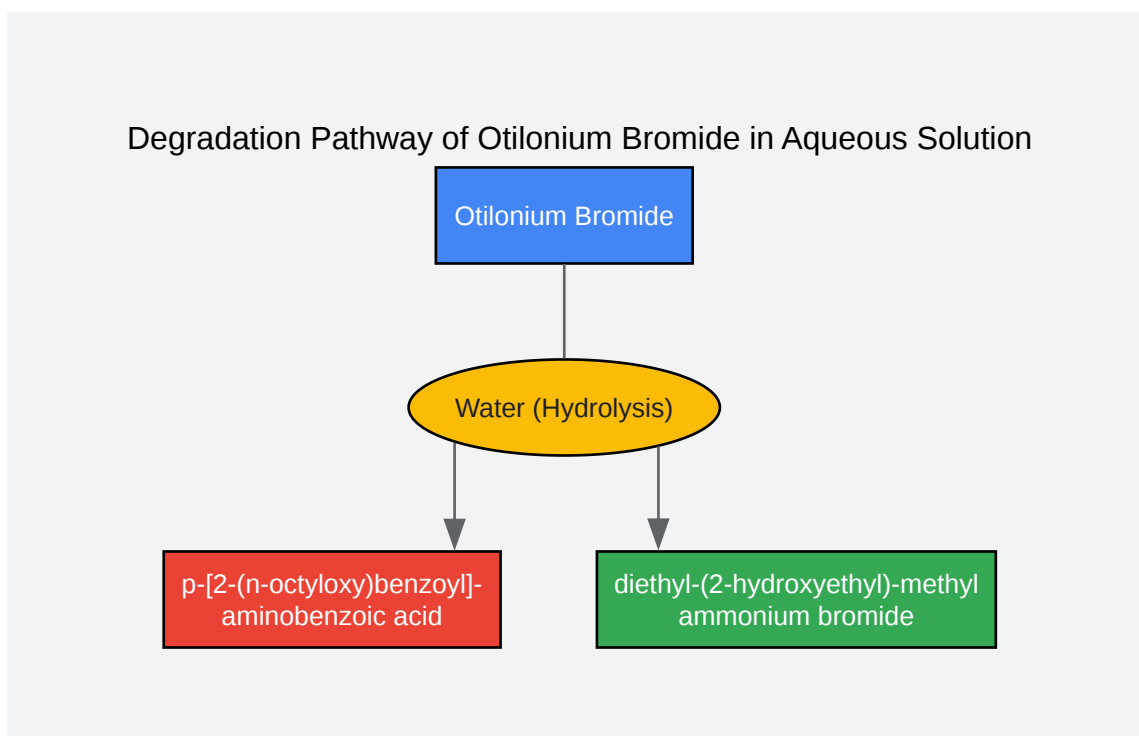 Degradation Pathway of Otilonium Bromide in Aqueous Solution
Otilonium Bromide
Water (Hydrolysis)
p-[2-(n-octyloxy)benzoyl]-
aminobenzoic acid
diethyl-(2-hydroxyethyl)-methyl
ammonium bromide